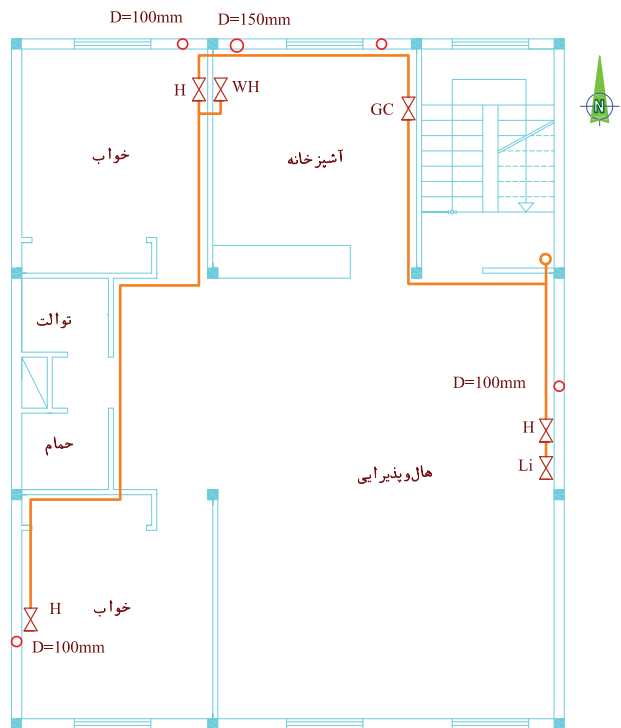 D=100mm
D=150mm
H
WH
GC
N
خواب
آشپزخانه
توالت
D=100mm
H
حمام
Li
هال‌وپذیرایی
H
خواب
D=100mm